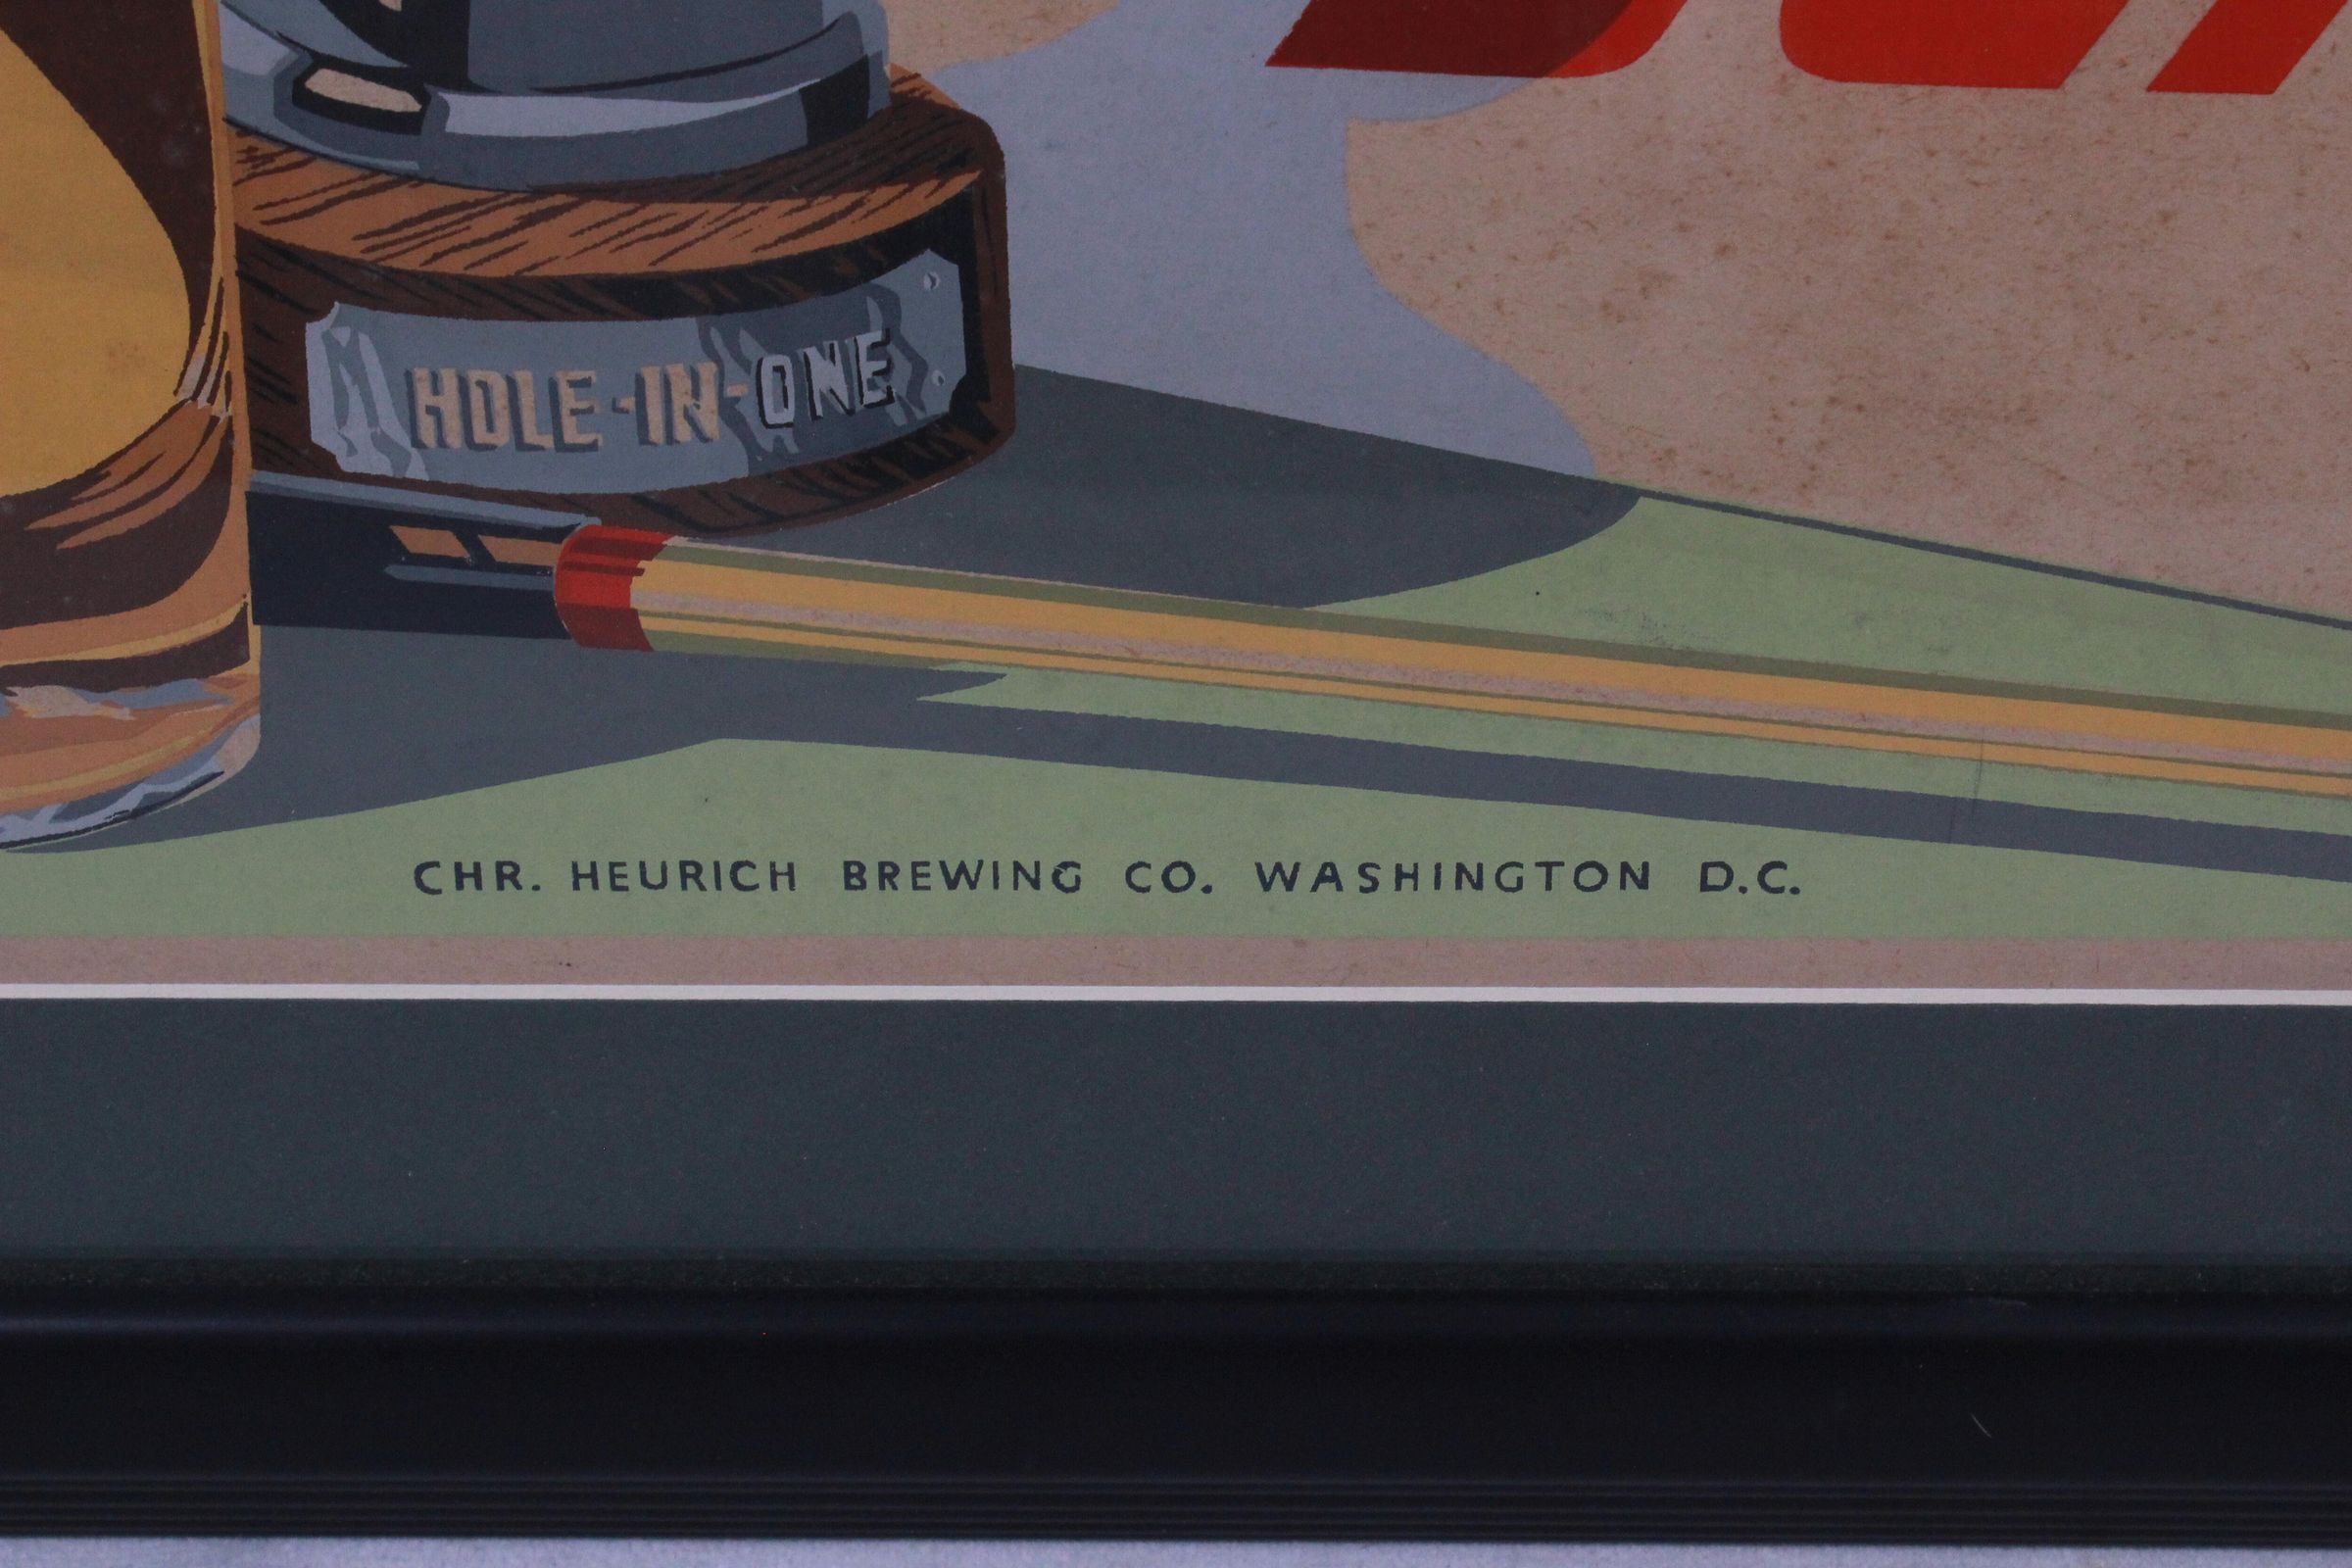 HOLE-IN-ONE
CHR. HEURICH BREWING CO. WASHINGTON D.C.